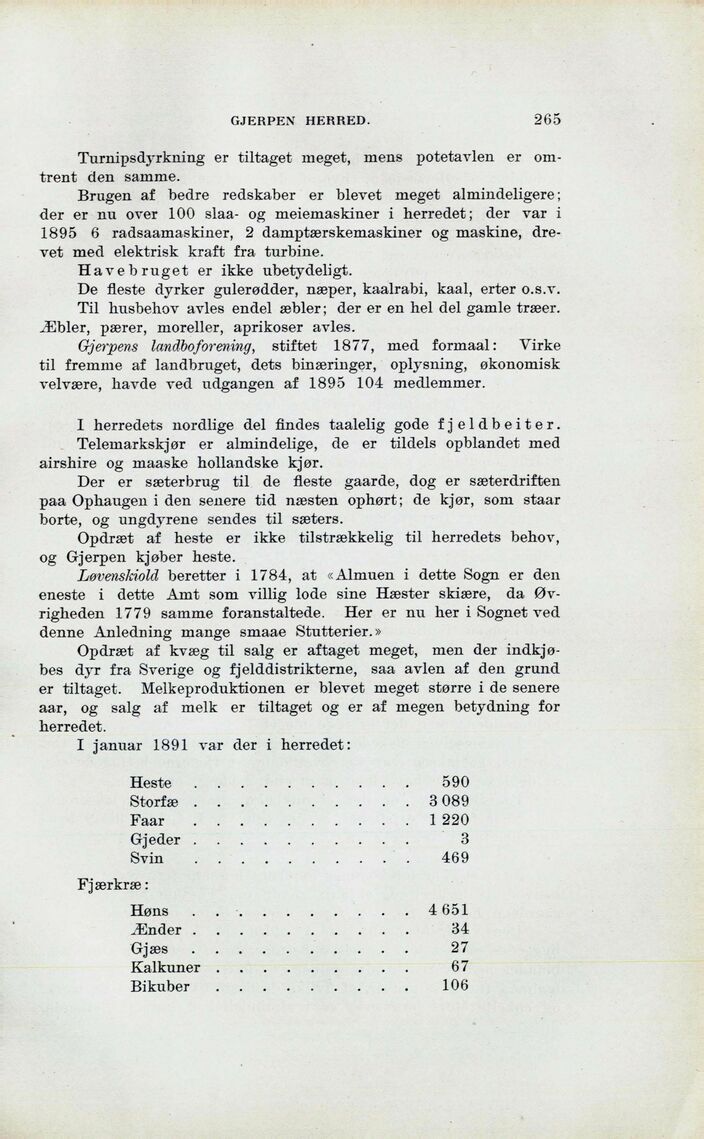 GJERPEN HERRED. 265
Turnipsdyrkning er tiltaget meget, mens potetavlen er om-
trent den samme.
Brugen af bedre redskaber er blevet meget almindeligere;
der er nu over 100 slaa- og meiemaskiner i herredet; der var i
1895 6 radsaamaskiner, 2 damptærskemaskiner og maskine, dre-
vet med elektrisk kraft fra turbine.
Havebruget er ikke ubetydeligt.
De fleste dyrker gulerødder, næper, kaalrabi, kaal, erter o.s.v.
Til husbehov avles endel æbler; der er en hel del gamle træer.
Æbler, pærer, moreller, aprikoser avles.
Gjerpens landboforening, stiftet 1877, med formaal: Virke
til fremme af landbruget, dets binæringer, oplysning, økonomisk
velvære, havde ved udgangen af 1895 104 medlemmer.
I herredets nordlige del findes taalelig gode fjeldbeiter.
Telemarkskjør er almindelige, de er tildels opblandet med
airshire og maaske hollandske kjør.
Der er sæterbrug til de fleste gaarde, dog er sæterdriften
paa Ophaugen i den senere tid næsten ophørt; de kjør, som staar
borte, og ungdyrene sendes til sæters.
Opdræt af heste er ikke tilstrækkelig til herredets behov,
og Gjerpen kjøber heste.
Løvenskiold beretter i 1784, at «Almuen i dette Sogn er den
eneste i dette Amt som villig lode sine Hæster skiære, da Øv-
righeden 1779 samme foranstaltede. Her er nu her i Sognet ved
denne Anledning mange smaae Stutterier.»
Opdræt af kvæg til salg er aftaget meget, men der indkjø-
bes dyr fra Sverige og fjelddistrikterne, saa avlen af den grund
er tiltaget. Melkeproduktionen er blevet meget større i de senere
aar, og salg af melk er tiltaget og er af megen betydning for
herredet.
I januar 1891 var der i herredet:
Heste . . . . . . . . . . 590
Storfæ . . . . . . . . . . 3 089
Faar . . . . . . . . . . 1 220
Gjeder . . . . . . . . . . 3
Svin . . . . . . . . . . 469
Fjærkræ:
Høns . . . . . . . . . . 4 651
Ænder . . . . . . . . . . 34
Gjæs . . . . . . . . . . 27
Kalkuner . . . . . . . . . 67
Bikuber . . . . . . . . . 106